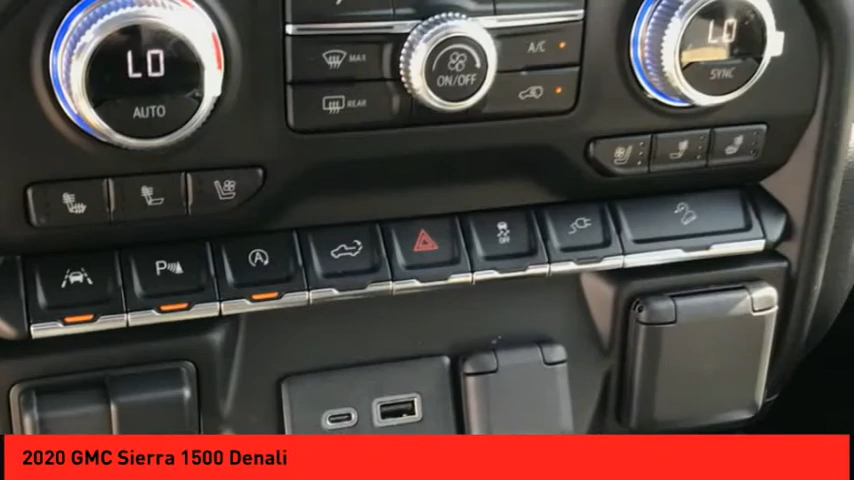 LO
AUTO
MAX
REAR
ON/OFF
A/C
LO
SYNC
P
A
OFF
2020 GMC Sierra 1500 Denali